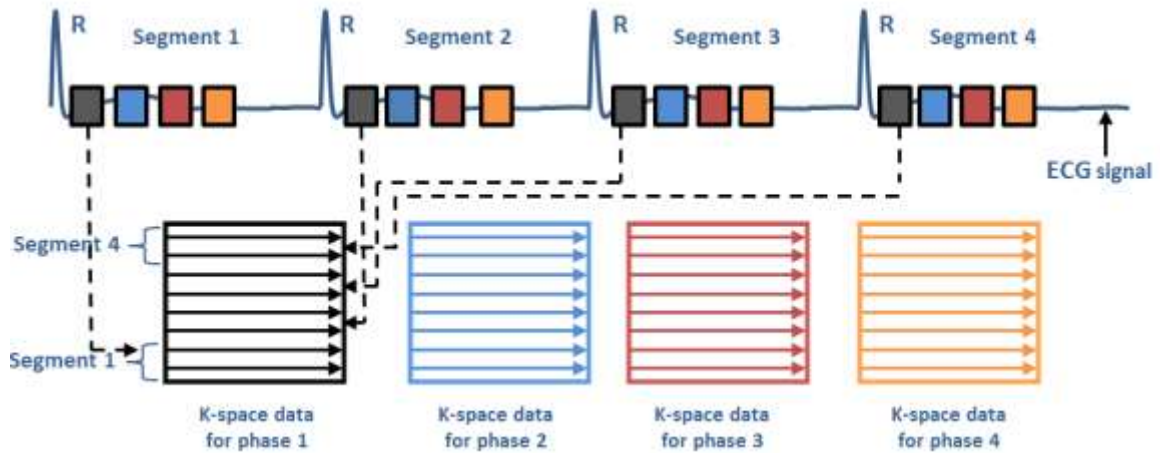 R
Segment 1
R
Segment 2
R
Segment 3
R
Segment 4
ECG signal
Segment 4
Segment 1
K-space data
for phase 1
K-space data
for phase 2
K-space data
for phase 3
K-space data
for phase 4